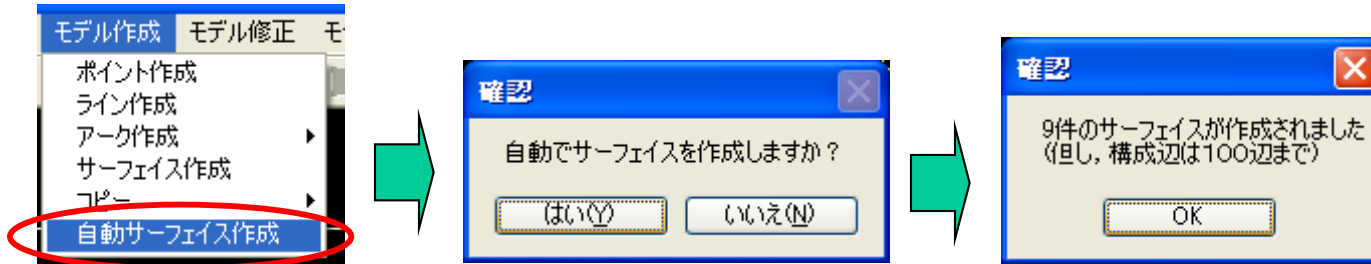 モデル作成 モデル修正 モ
ポイント作成
ライン作成
アーク作成
サーフェイス作成
コピー
自動サーフェイス作成
確認
自動でサーフェイスを作成しますか?
はい(Y) いいえ(N)
確認
9件のサーフェイスが作成されました
(但し,構成辺は100辺まで)
OK